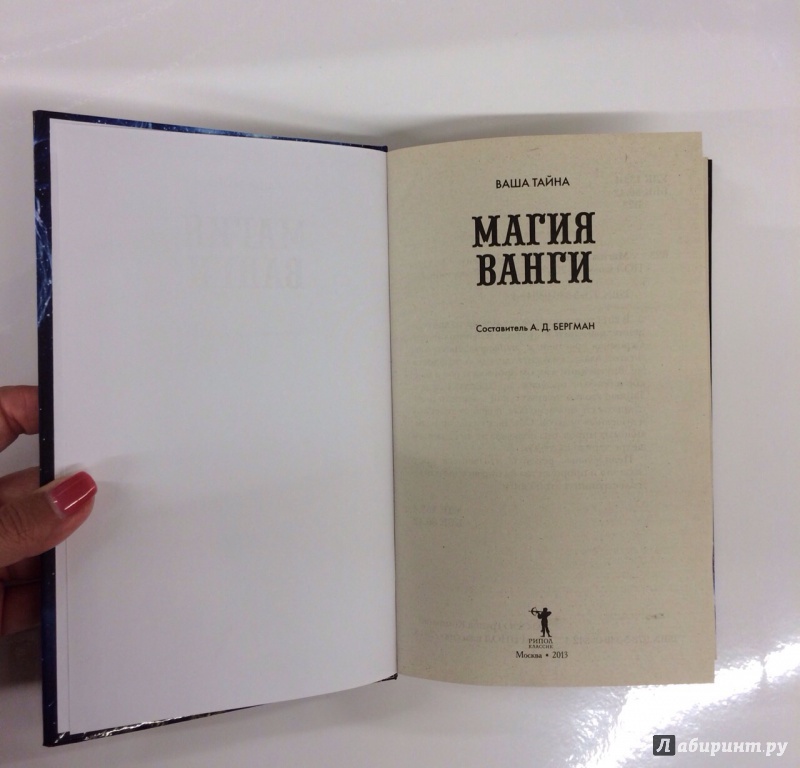 ВАША ТАЙНА
МАГИЯ
ВАНГИ
Составитель А. Д. БЕРГМАН
РИПОЛ
КЛАССИК
Москва • 2013
Лабиринт.ру